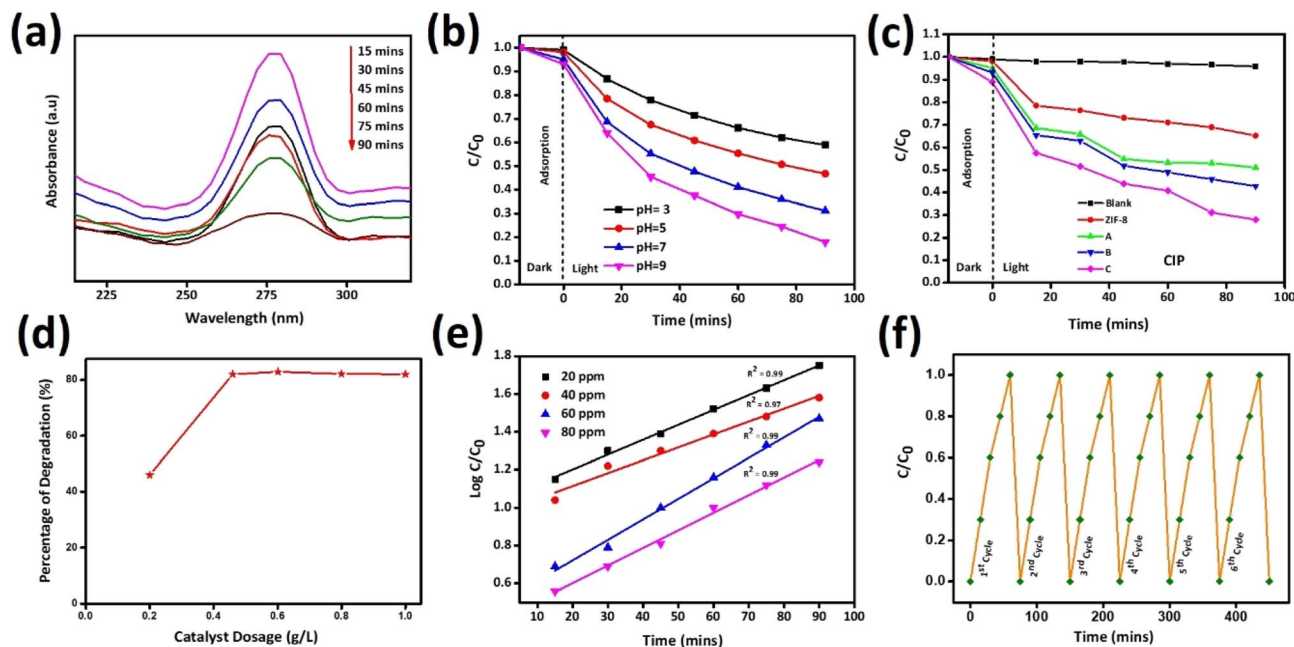 (a)
Absorbance (a.u)
15 mins
30 mins
45 mins
60 mins
75 mins
90 mins
225
250
275
300
Wavelength (nm)
(b)
C/C0
1.0
0.9
0.8
0.7
0.6
0.5
0.4
0.3
0.2
0.1
0.0
Adsorption
Dark
Light
pH= 3
pH=5
pH=7
pH=9
0 20 40 60 80 100
Time (mins)
(c)
C/C0
1.1
1.0
0.9
0.8
0.7
0.6
0.5
0.4
0.3
0.2
0.1
0.0
Adsorption
Dark
Light
Blank
ZIF-8
A
B
C
CIP
0 20 40 60 80 100
Time (mins)
(d)
Percentage of Degradation (%)
80
60
40
20
0
0.0 0.2 0.4 0.6 0.8 1.0
Catalyst Dosage (g/L)
(e)
Log C/C0
1.8
1.6
1.4
1.2
1.0
0.8
0.6
20 ppm
40 ppm
60 ppm
80 ppm
R2 = 0.99
R2 = 0.97
R2 = 0.99
R2 = 0.99
10 20 30 40 50 60 70 80 90 100
Time (mins)
(f)
C/C0
1.0
0.8
0.6
0.4
0.2
0.0
1st Cycle
2nd Cycle
3rd Cycle
4th Cycle
5th Cycle
6th Cycle
0 100 200 300 400
Time (mins)